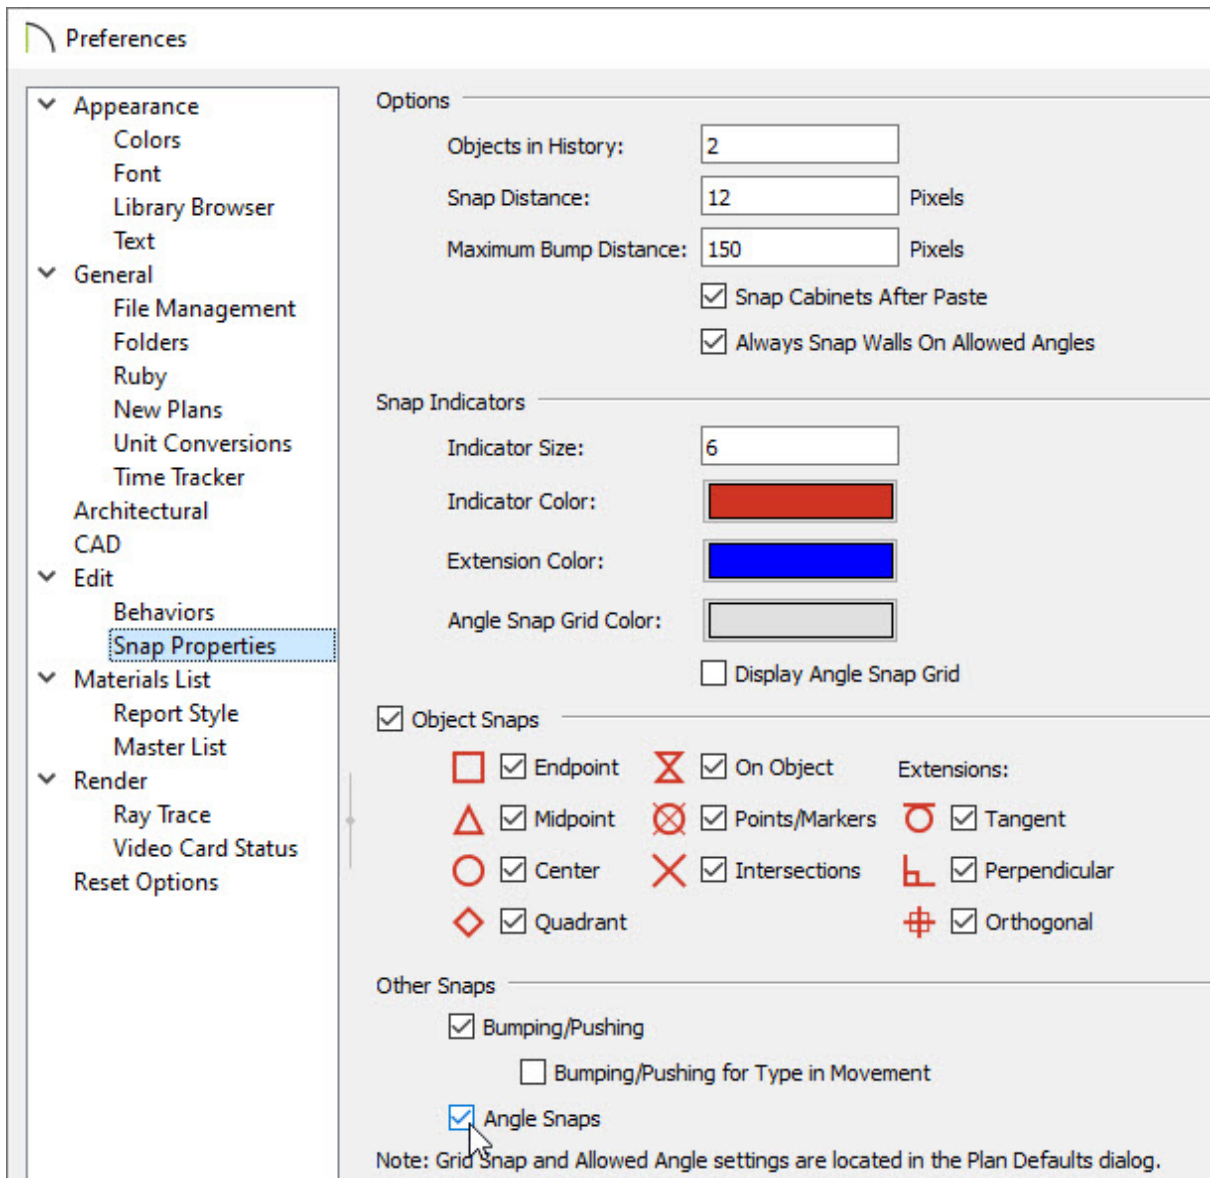 Preferences
Appearance
Colors
Font
Library Browser
Text
General
File Management
Folders
Ruby
New Plans
Unit Conversions
Time Tracker
Architectural
CAD
Edit
Behaviors
Snap Properties
Materials List
Report Style
Master List
Render
Ray Trace
Video Card Status
Reset Options
Options
Objects in History: 2
Snap Distance: 12 Pixels
Maximum Bump Distance: 150 Pixels
Snap Cabinets After Paste
Always Snap Walls On Allowed Angles
Snap Indicators
Indicator Size: 6
Indicator Color:
Extension Color:
Angle Snap Grid Color:
Display Angle Snap Grid
Object Snaps
Endpoint On Object Extensions:
Midpoint Points/Markers Tangent
Center Intersections Perpendicular
Quadrant Orthogonal
Other Snaps
Bumping/Pushing
Bumping/Pushing for Type in Movement
Angle Snaps
Note: Grid Snap and Allowed Angle settings are located in the Plan Defaults dialog.